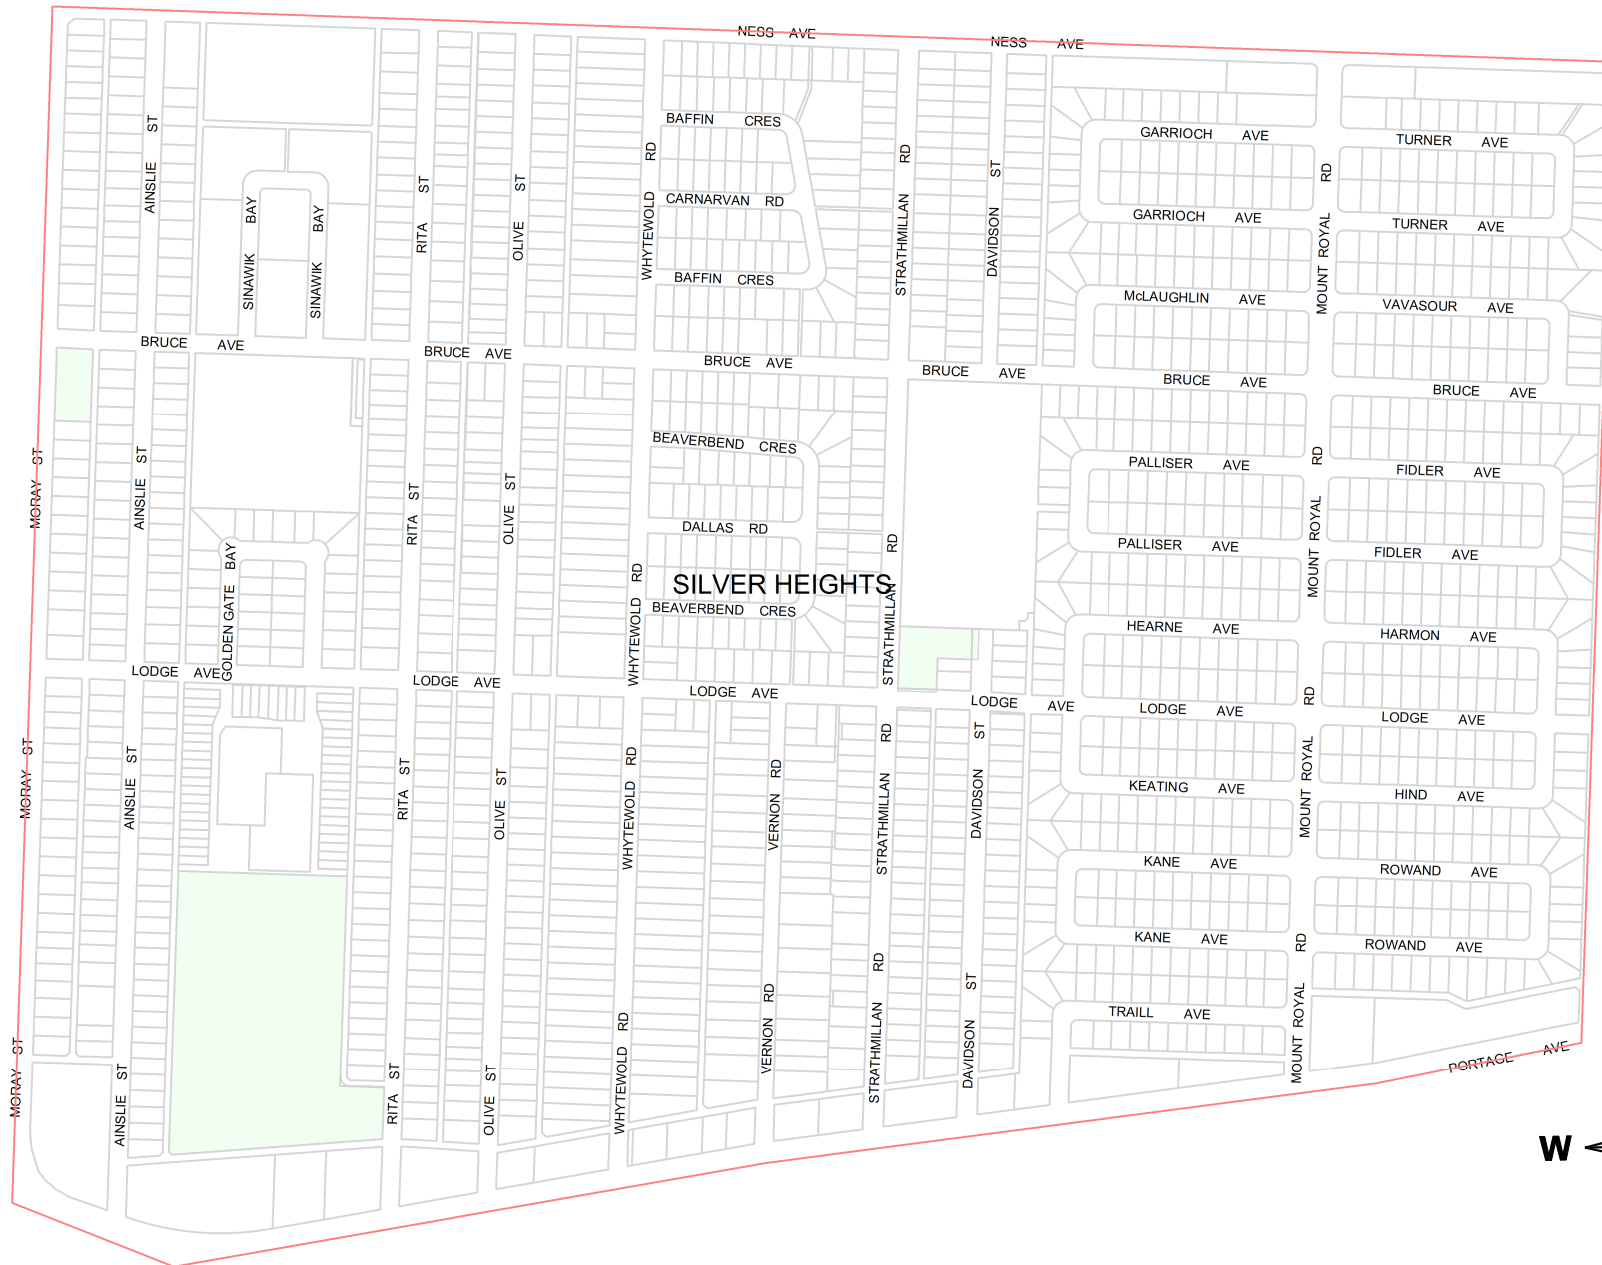 NESS AVE
NESS AVE
BAFFIN CRES
GARRIOCH AVE
TURNER AVE
AINSLIE ST
WHYTEWOLD RD
STRATHMILLAN RD
DAVIDSON ST
MOUNT ROYAL RD
RITA ST
OLIVE ST
SINAWIK BAY
SINAWIK BAY
CARNARVAN RD
GARRIOCH AVE
TURNER AVE
BAFFIN CRES
McLAUGHLIN AVE
VAVASOUR AVE
BRUCE AVE
BRUCE AVE
BRUCE AVE
BRUCE AVE
BRUCE AVE
BRUCE AVE
BEAVERBEND CRES
PALLISER AVE
FIDLER AVE
MORAY ST
AINSLIE ST
RITA ST
OLIVE ST
MOUNT ROYAL RD
DALLAS RD
PALLISER AVE
FIDLER AVE
GOLDEN GATE BAY
WHYTEWOLD RD
STRATHMILLAN RD
SILVER HEIGHTS
BEAVERBEND CRES
HEARNE AVE
HARMON AVE
LODGE AVE
LODGE AVE
LODGE AVE
LODGE AVE
LODGE AVE
LODGE AVE
MORAY ST
AINSLIE ST
RITA ST
OLIVE ST
WHYTEWOLD RD
VERNON RD
STRATHMILLAN RD
DAVIDSON ST
MOUNT ROYAL RD
KEATING AVE
HIND AVE
KANE AVE
ROWAND AVE
KANE AVE
ROWAND AVE
TRAILL AVE
MORAY ST
AINSLIE ST
RITA ST
OLIVE ST
WHYTEWOLD RD
VERNON RD
STRATHMILLAN RD
DAVIDSON ST
MOUNT ROYAL RD
PORTAGE AVE
W